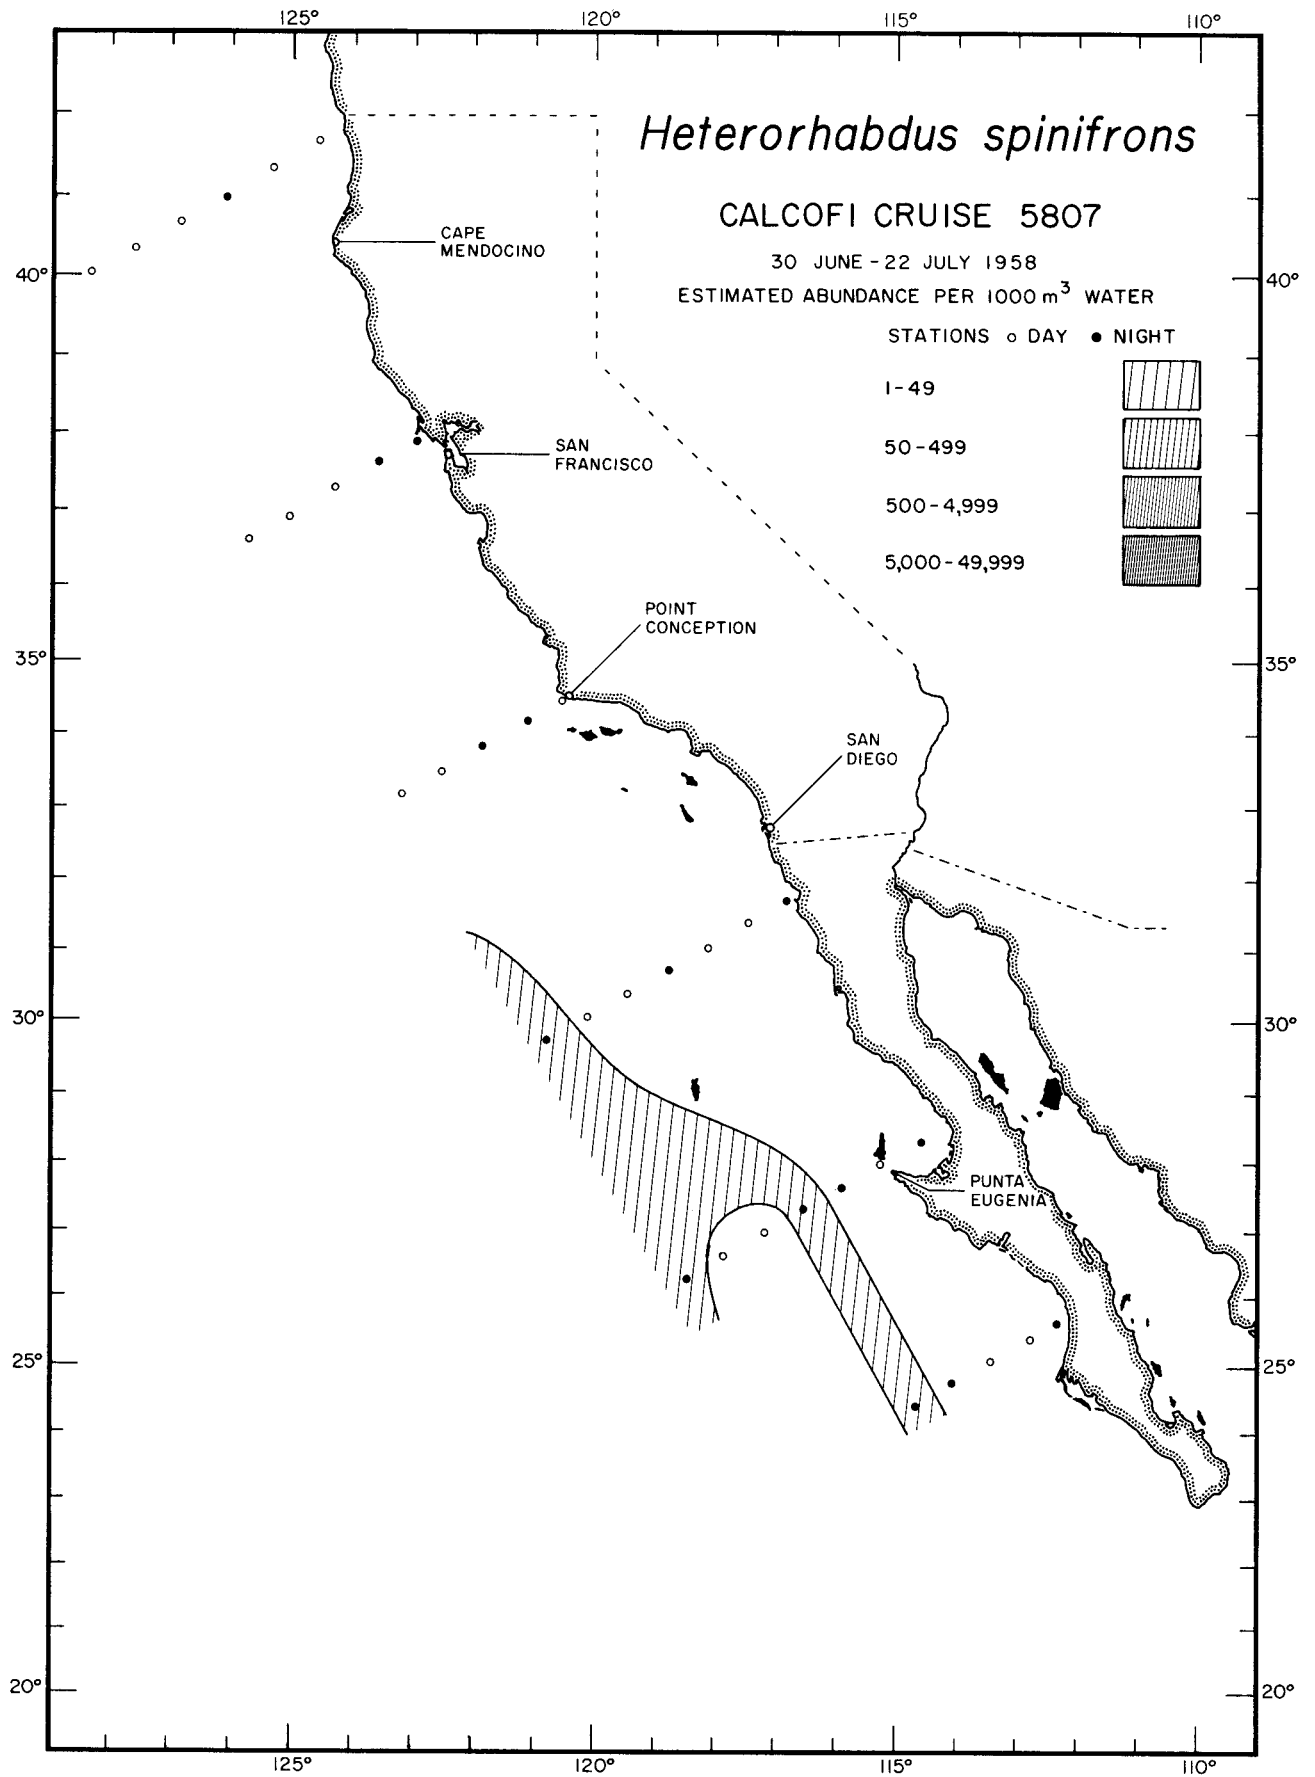 125° 120° 115° 110°
Heterorhabdus spinifrons
CALCOFI CRUISE 5807
30 JUNE - 22 JULY 1958
ESTIMATED ABUNDANCE PER 1000 m³ WATER
STATIONS ○ DAY ● NIGHT
1 - 49
50 - 499
500 - 4,999
5,000 - 49,999
CAPE
MENDOCINO
40° 40°
SAN
FRANCISCO
POINT
CONCEPTION
35° 35°
SAN
DIEGO
30° 30°
PUNTA
EUGENIA
25° 25°
20° 20°
125° 120° 115° 110°